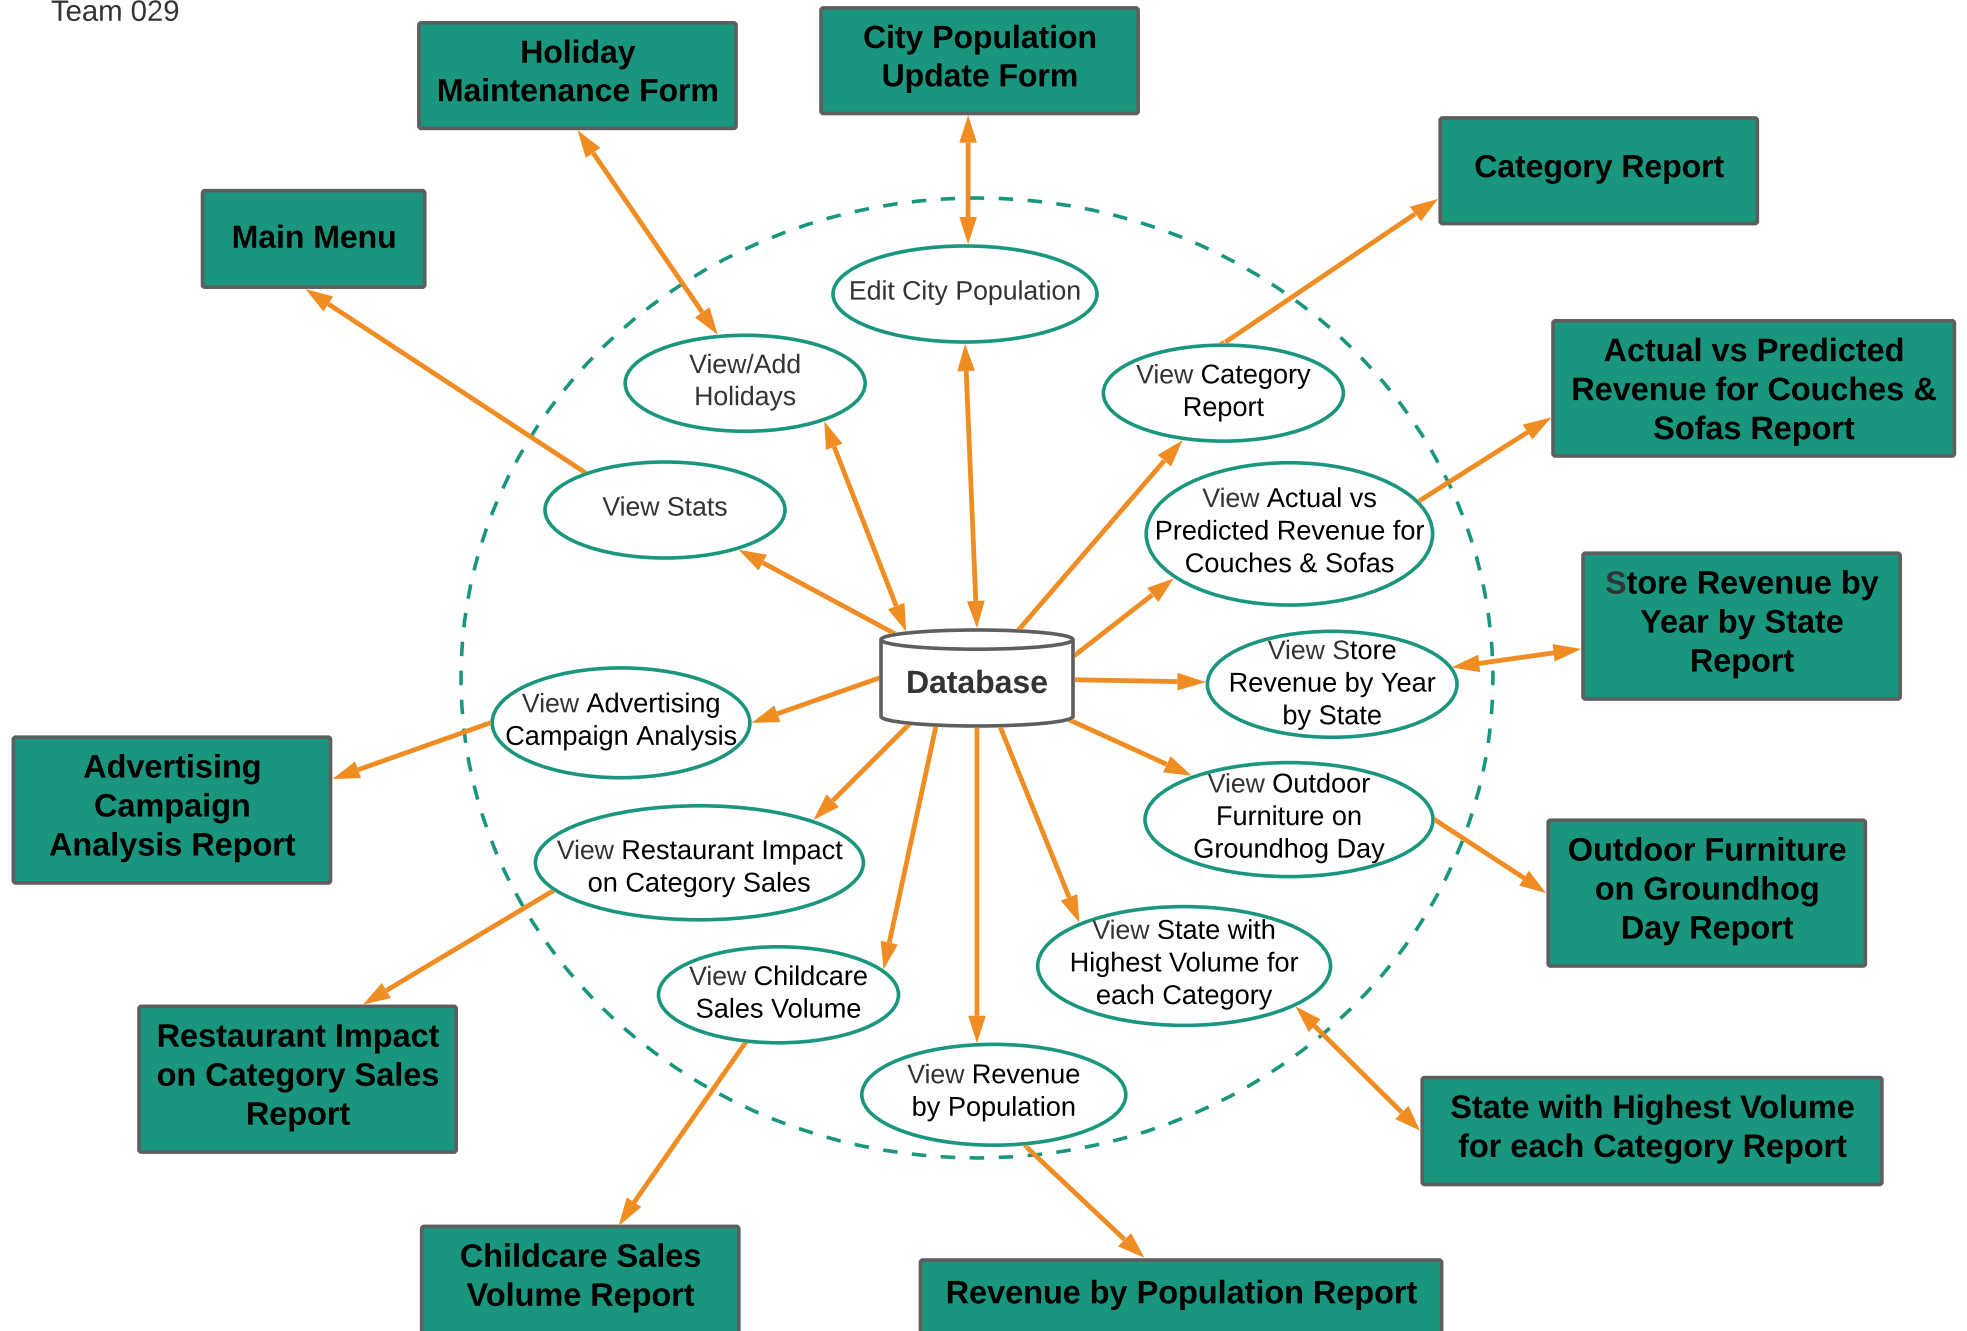 Team 029
Holiday
Maintenance Form
City Population
Update Form
Category Report
Main Menu
Edit City Population
View/Add
Holidays
View Category
Report
Actual vs Predicted
Revenue for Couches &
Sofas Report
View Stats
View Actual vs
Predicted Revenue for
Couches & Sofas
Store Revenue by
Year by State
Report
View Store
Revenue by Year
by State
Database
View Advertising
Campaign Analysis
Advertising
Campaign
Analysis Report
View Outdoor
Furniture on
Groundhog Day
Outdoor Furniture
on Groundhog
Day Report
View Restaurant Impact
on Category Sales
View State with
Highest Volume for
each Category
View Childcare
Sales Volume
Restaurant Impact
on Category Sales
Report
View Revenue
by Population
State with Highest Volume
for each Category Report
Childcare Sales
Volume Report
Revenue by Population Report